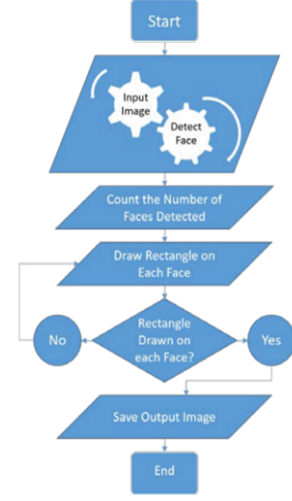 Start
Input
Image
Detect
Face
Count the Number of
Faces Detected
Draw Rectangle on
Each Face
Rectangle
Drawn on
each Face?
No
Yes
Save Output Image
End